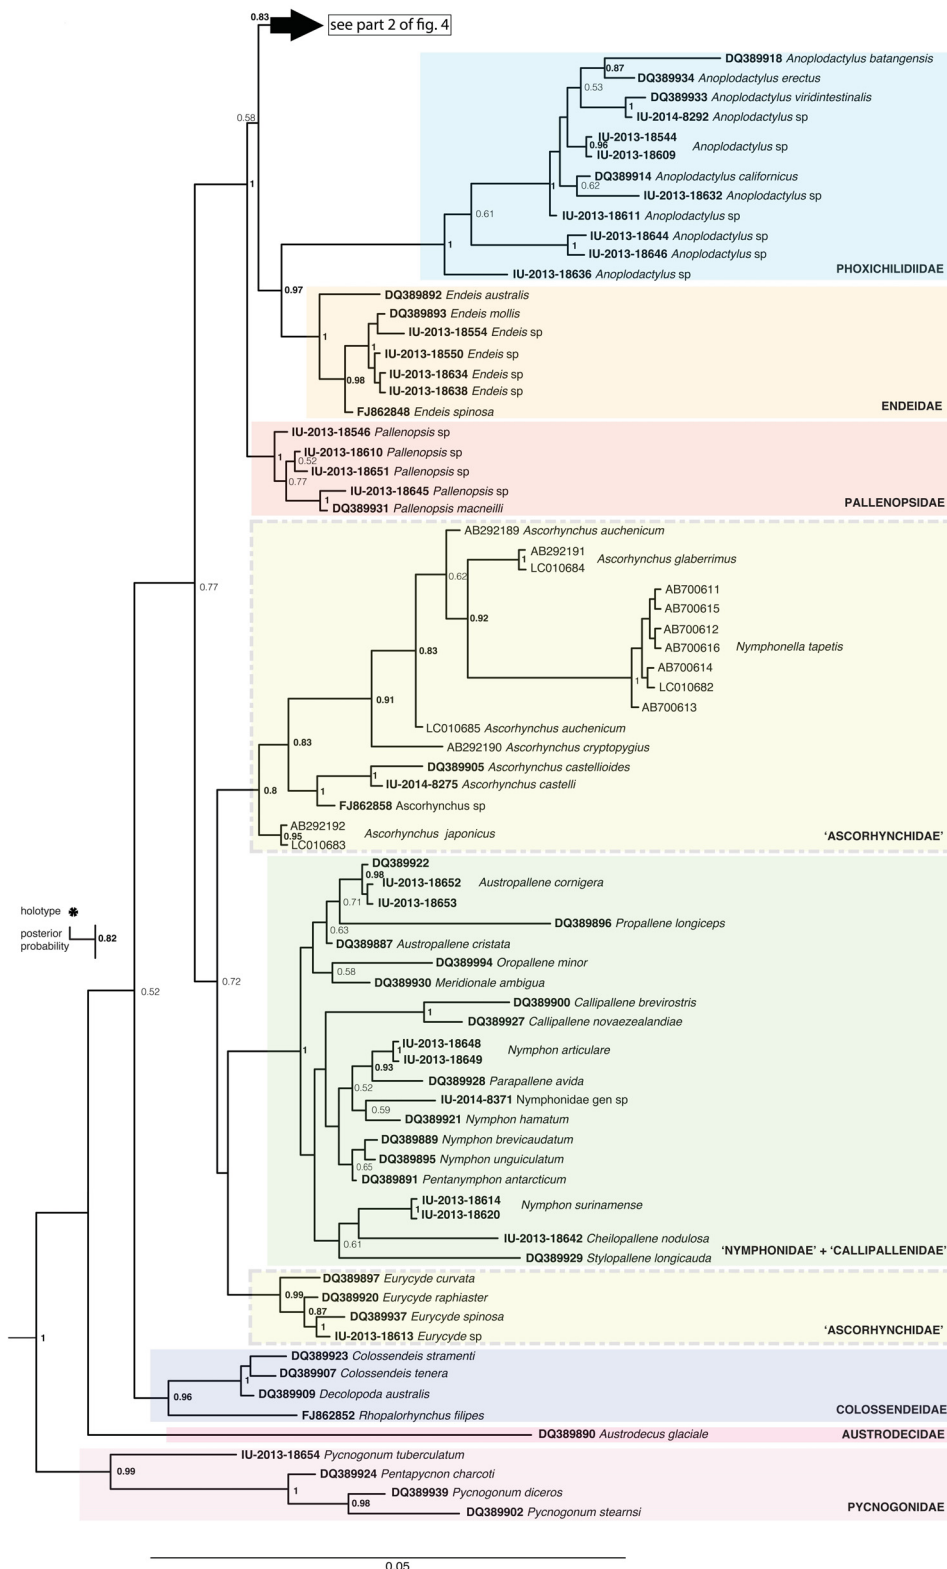 0.83
see part 2 of fig. 4
DQ389918 Anoplodactylus batangensis
0.87
DQ389934 Anoplodactylus erectus
0.53
DQ389933 Anoplodactylus viridintestinalis
1
IU-2014-8292 Anoplodactylus sp
0.58
IU-2013-18544
0.96
Anoplodactylus sp
IU-2013-18609
DQ389914 Anoplodactylus californicus
1
1
0.62
IU-2013-18632 Anoplodactylus sp
0.61
IU-2013-18611 Anoplodactylus sp
IU-2013-18644 Anoplodactylus sp
1
1
IU-2013-18646 Anoplodactylus sp
IU-2013-18636 Anoplodactylus sp
PHOXICHILIDIIDAE
0.97
DQ389892 Endeis australis
DQ389893 Endeis mollis
IU-2013-18554 Endeis sp
1
1
IU-2013-18550 Endeis sp
IU-2013-18634 Endeis sp
0.98
IU-2013-18638 Endeis sp
FJ862848 Endeis spinosa
ENDEIDAE
IU-2013-18546 Pallenopsis sp
IU-2013-18610 Pallenopsis sp
1
0.52
IU-2013-18651 Pallenopsis sp
0.77
IU-2013-18645 Pallenopsis sp
1
DQ389931 Pallenopsis macneilli
PALLENOPSIDAE
AB292189 Ascorhynchus auchenicum
AB292191
1
Ascorhynchus glaberrimus
LC010684
0.62
0.77
AB700611
AB700615
0.92
AB700612
AB700616
Nymphonella tapetis
0.83
AB700614
1
LC010682
0.91
AB700613
LC010685 Ascorhynchus auchenicum
0.83
AB292190 Ascorhynchus cryptopygius
DQ389905 Ascorhynchus castellioides
1
IU-2014-8275 Ascorhynchus castelli
0.8
1
FJ862858 Ascorhynchus sp
AB292192
0.95
Ascorhynchus japonicus
LC010683
‘ASCORHYNCHIDAE’
DQ389922
0.98
IU-2013-18652
Austropallene cornigera
0.71
IU-2013-18653
holotype
DQ389896 Propallene longiceps
0.63
posterior
probability
0.82
DQ389887 Austropallene cristata
DQ389994 Oropallene minor
0.58
DQ389930 Meridionale ambigua
0.72
0.52
DQ389900 Callipallene brevirostris
1
DQ389927 Callipallene novaezealandiae
IU-2013-18648
1
1
Nymphon articulare
IU-2013-18649
0.93
DQ389928 Parapallene avida
0.52
IU-2014-8371 Nymphonidae gen sp
0.59
DQ389921 Nymphon hamatum
DQ389889 Nymphon brevicaudatum
DQ389895 Nymphon unguiculatum
0.65
DQ389891 Pentanymphon antarcticum
IU-2013-18614
1
Nymphon surinamense
IU-2013-18620
IU-2013-18642 Cheilopallene nodulosa
0.61
‘NYMPHONIDAE’ + ‘CALLIPALLENIDAE’
DQ389929 Stylopallene longicauda
DQ389897 Eurycyde curvata
0.99
DQ389920 Eurycyde raphiaster
0.87
DQ389937 Eurycyde spinosa
1
IU-2013-18613 Eurycyde sp
‘ASCORHYNCHIDAE’
1
DQ389923 Colossendeis stramenti
DQ389907 Colossendeis tenera
1
0.96
DQ389909 Decolopoda australis
FJ862852 Rhopalorhynchus filipes
COLOSSENDEIDAE
DQ389890 Austrodecus glaciale
AUSTRODECIDAE
IU-2013-18654 Pycnogonum tuberculatum
0.99
DQ389924 Pentapycnon charcoti
1
DQ389939 Pycnogonum diceros
0.98
DQ389902 Pycnogonum stearnsi
PYCNOGONIDAE
0.05